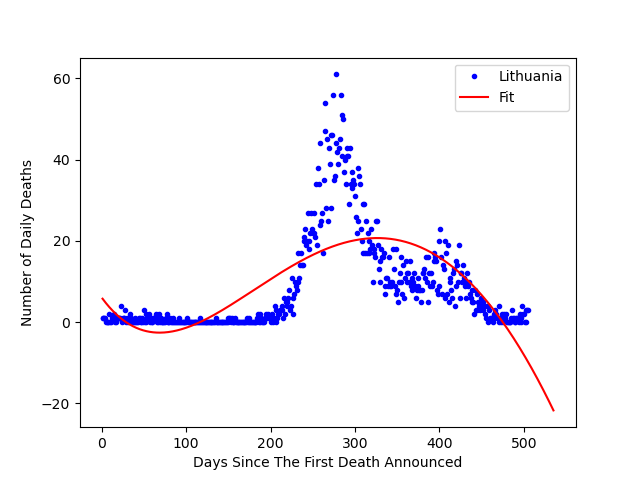 Lithuania
Fit
60
40
20
0
−20
Number of Daily Deaths
0 100 200 300 400 500
Days Since The First Death Announced